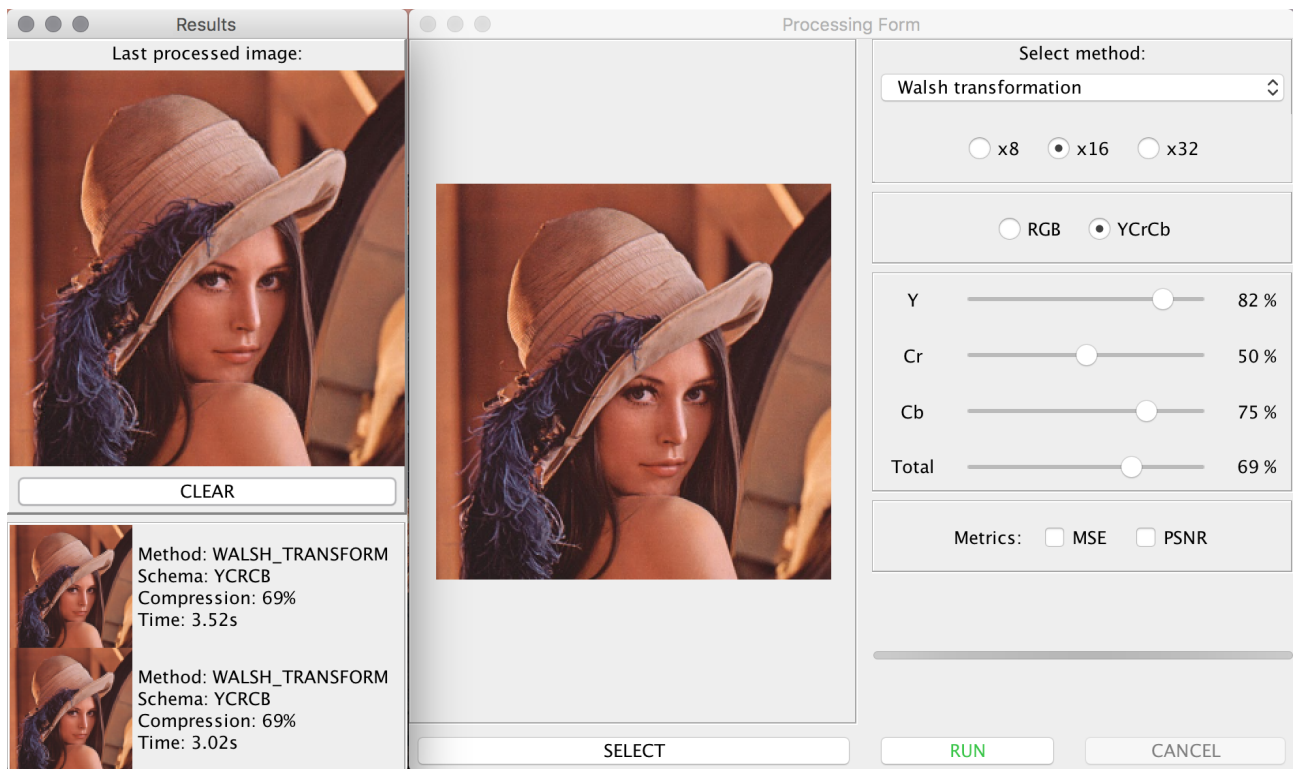 Results
Last processed image:
CLEAR
Method: WALSH_TRANSFORM
Schema: YCRCB
Compression: 69%
Time: 3.52s
Method: WALSH_TRANSFORM
Schema: YCRCB
Compression: 69%
Time: 3.02s
Processing Form
SELECT
Select method:
Walsh transformation
x8 x16 x32
RGB YCrCb
Y 82 %
Cr 50 %
Cb 75 %
Total 69 %
Metrics: MSE PSNR
RUN CANCEL